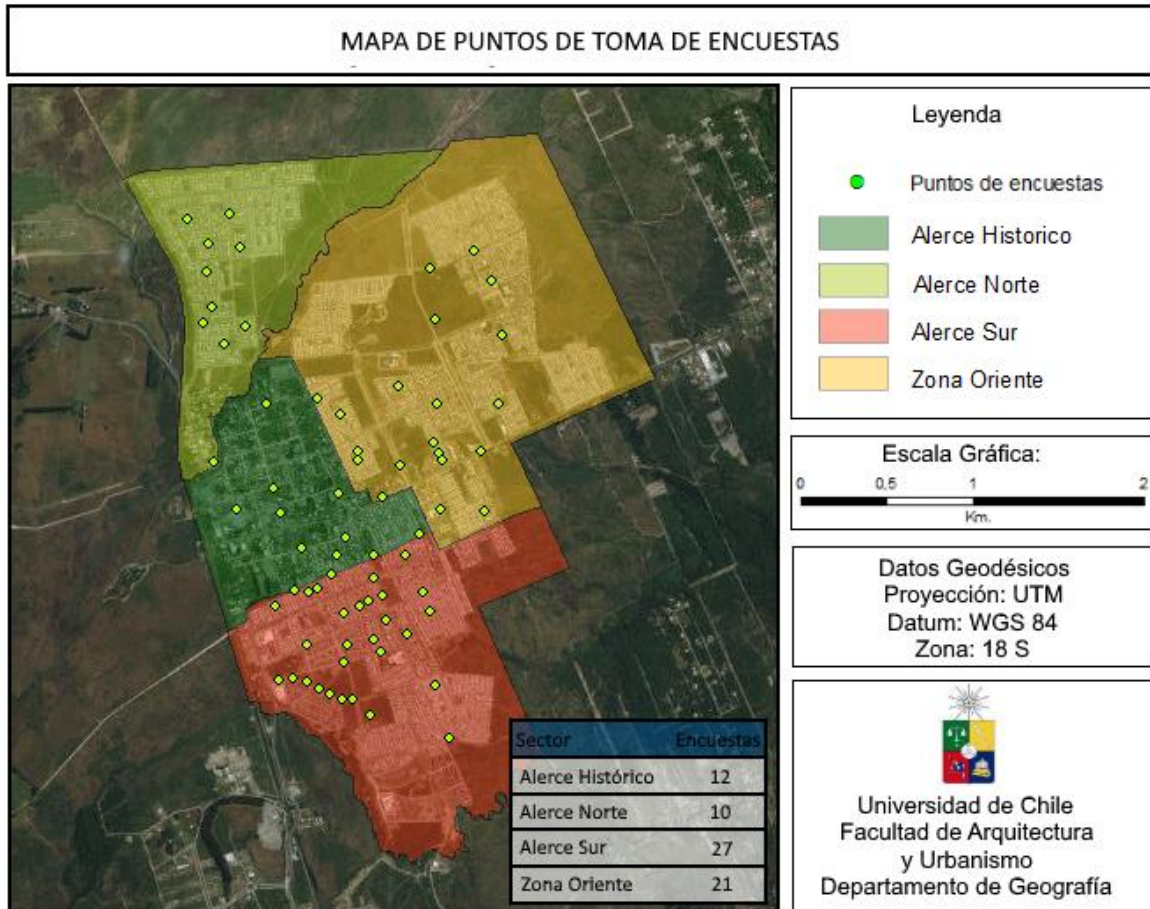 MAPA DE PUNTOS DE TOMA DE ENCUESTAS
Leyenda
Puntos de encuestas
Alerce Historico
Alerce Norte
Alerce Sur
Zona Oriente
Escala Gráfica:
0 0,5 1 2
Km.
Datos Geodésicos
Proyección: UTM
Datum: WGS 84
Zona: 18 S
Universidad de Chile
Facultad de Arquitectura
y Urbanismo
Departamento de Geografía
Sector Encuestas
Alerce Histórico 12
Alerce Norte 10
Alerce Sur 27
Zona Oriente 21